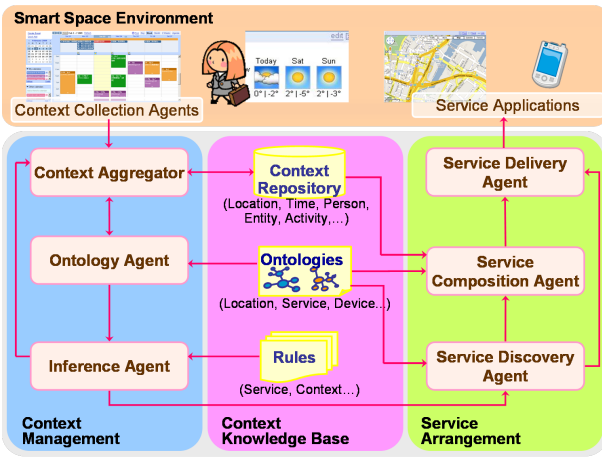 Smart Space Environment
edit
Today
Sat
Sun
0° | -2°
2° | -5°
2° | -3°
Context Collection Agents
Service Applications
Context Aggregator
Context
Repository
(Location, Time, Person,
Entity, Activity,...)
Service Delivery
Agent
Ontology Agent
Ontologies
(Location, Service, Device...)
Service
Composition Agent
Inference Agent
Rules
(Service, Context...)
Service Discovery
Agent
Context
Management
Context
Knowledge Base
Service
Arrangement